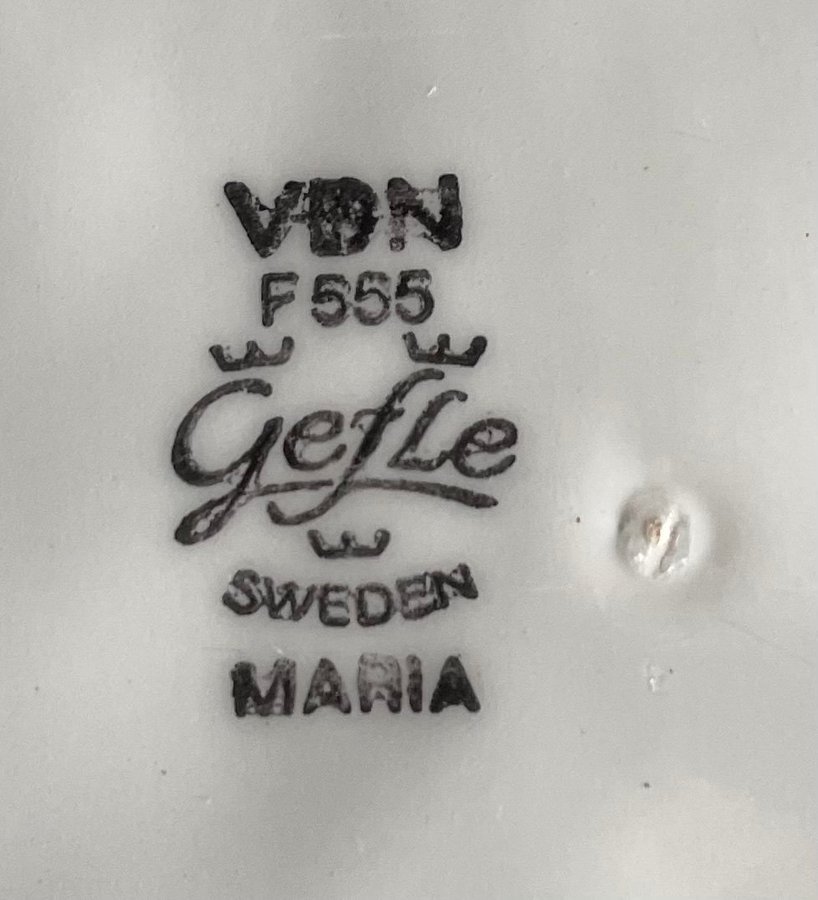 VDN
F 555
Gefle
SWEDEN
MARIA